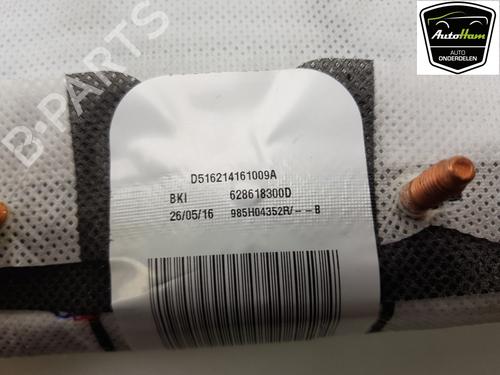 AutoHam
AUTO
ONDERDELEN
B-PARTS
D516214161009A
BKI 628618300D
26/05/16 985H04352R/--B